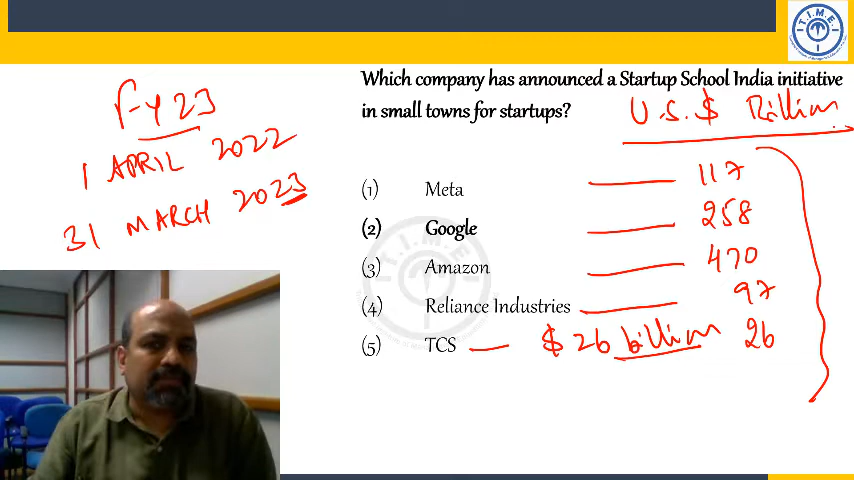 T.I.M.E.
Which company has announced a Startup School India initiative
in small towns for startups?
U.S.$ Billion
FY23
1 APRIL 2022
31 MARCH 2023
(1) Meta 117
(2) Google 258
(3) Amazon 470
(4) Reliance Industries 97
(5) TCS $26 billion 26